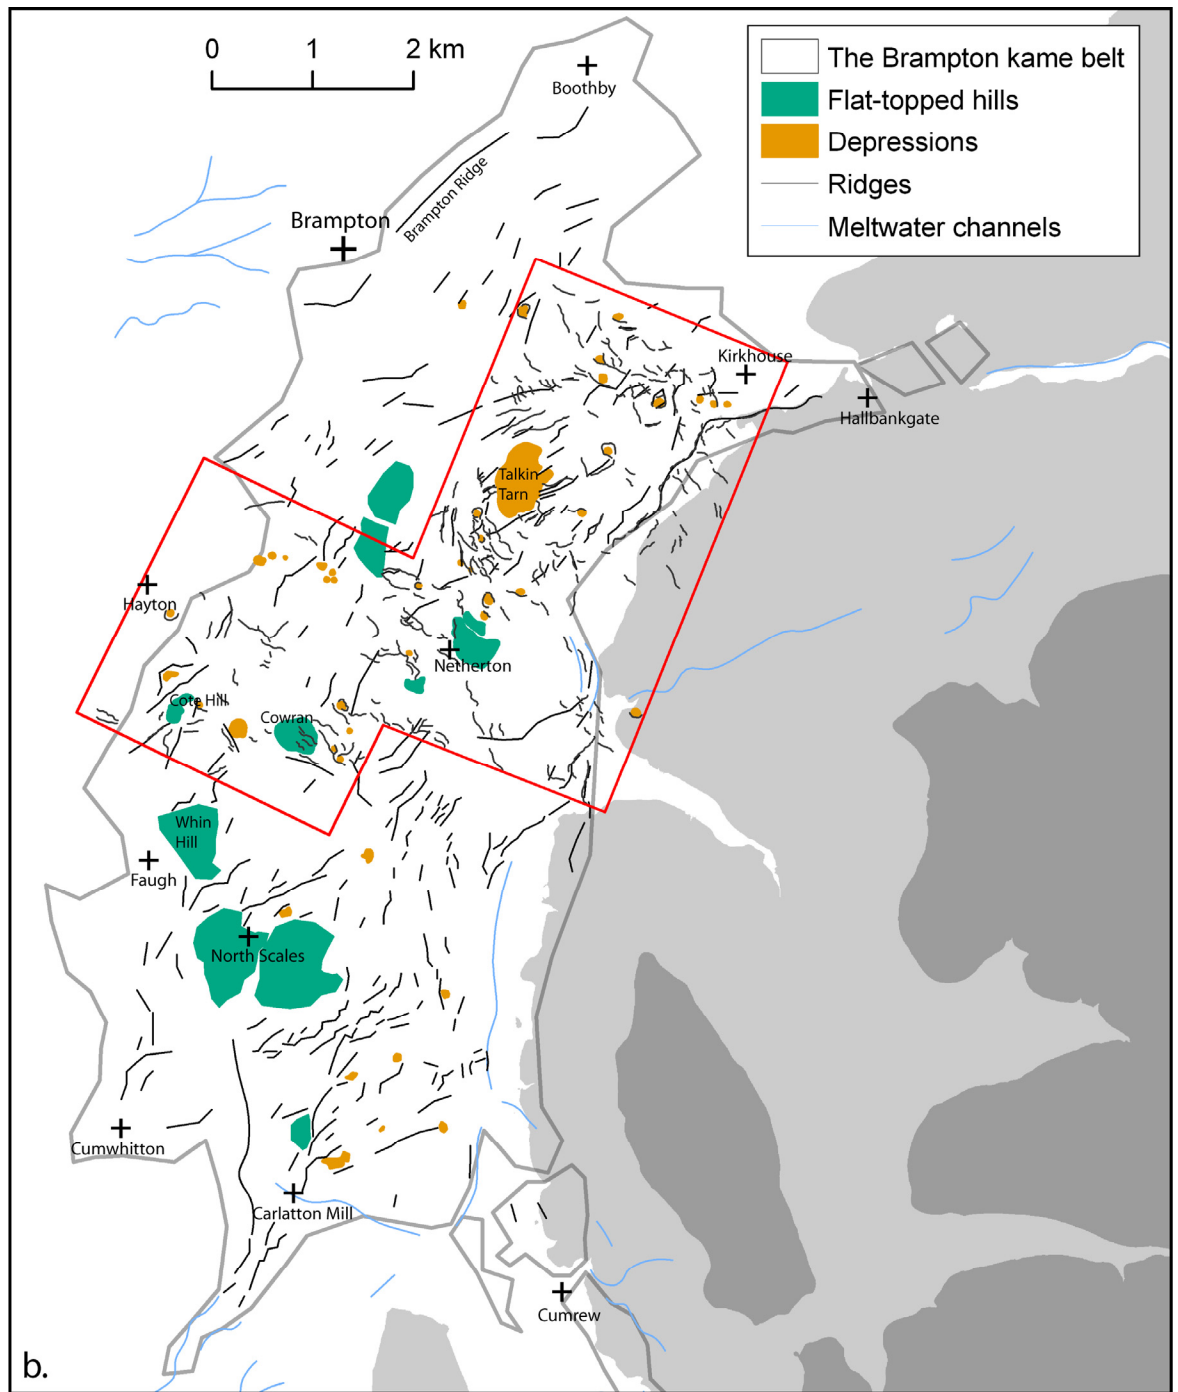 0 1 2 km
The Brampton kame belt
Flat-topped hills
Depressions
Ridges
Meltwater channels
Boothby
Brampton Ridge
Brampton
Kirkhouse
Hallbankgate
Talkin
Tarn
Hayton
Netherton
Cote Hill
Cowran
Whin
Hill
Faugh
North Scales
Cumwhitton
Carlatton Mill
Cumrew
b.